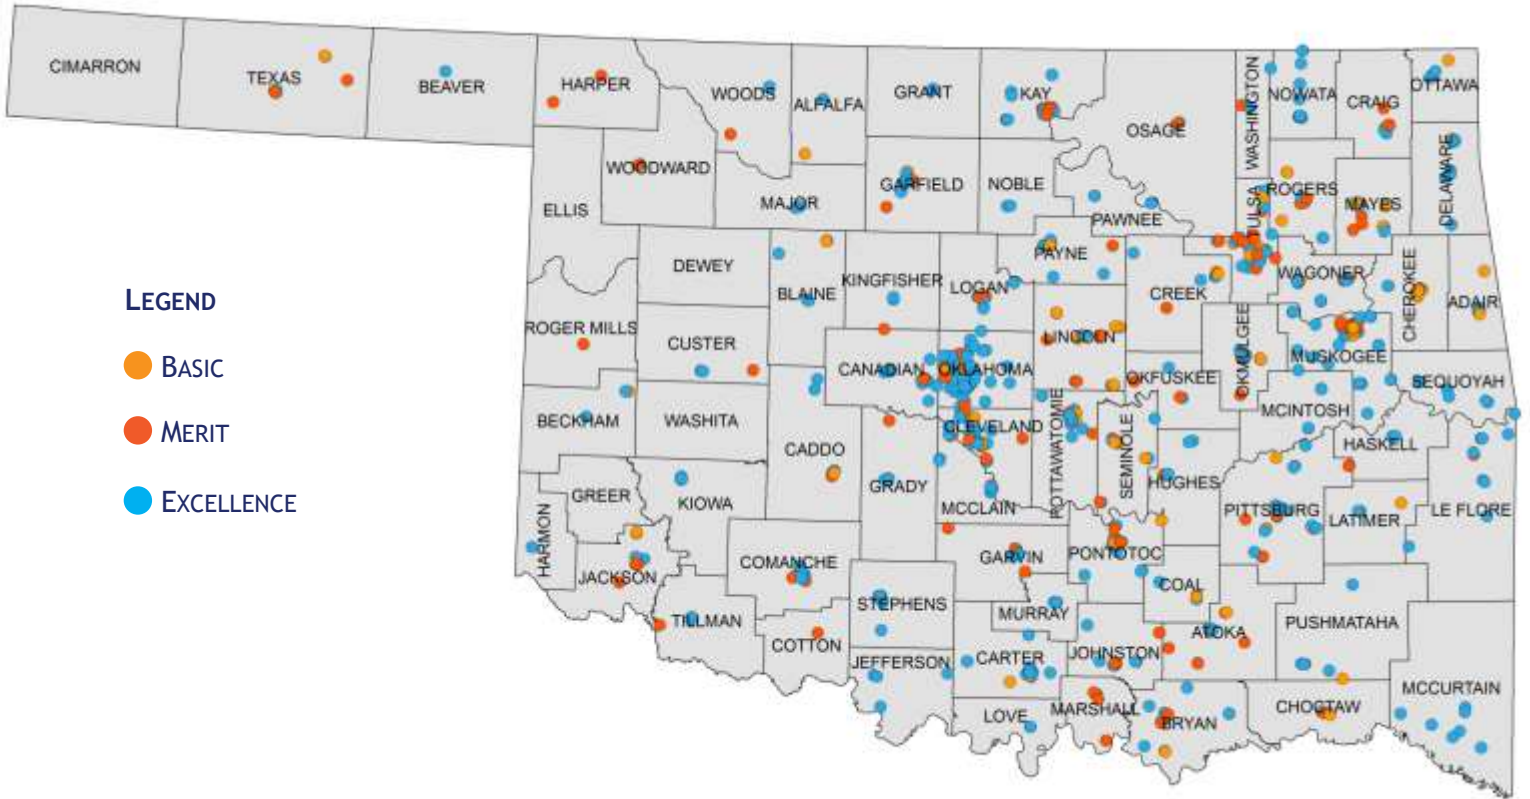 CIMARRON
TEXAS
BEAVER
HARPER
WOODS
ALFALFA
GRANT
KAY
OSAGE
WASHINGTON
NOWATA
CRAIG
OTTAWA
WOODWARD
ELLIS
MAJOR
GARFIELD
NOBLE
PAWNEE
TULSA
ROGERS
MAYES
DELAWARE
DEWEY
BLAINE
KINGFISHER
LOGAN
PAYNE
CREEK
WAGONER
CHEROKEE
ADAIR
LEGEND
BASIC
MERIT
EXCELLENCE
ROGER MILLS
CUSTER
CANADIAN
OKLAHOMA
LINCOLN
OKFUSKEE
OKMULGEE
MUSKOGEE
SEQUOYAH
BECKHAM
WASHITA
CADDO
GRADY
CLEVELAND
MCCLAIN
POTTAWATOMIE
SEMINOLE
HUGHES
MCINTOSH
HASKELL
HARMON
GREER
KIOWA
JACKSON
COMANCHE
GARVIN
PONTOTOC
PITTSBURG
LATIMER
LE FLORE
TILLMAN
COTTON
STEPHENS
JEFFERSON
MURRAY
CARTER
JOHNSTON
COAL
ATOKA
PUSHMATAHA
LOVE
MARSHALL
BRYAN
CHOCTAW
MCCURTAIN